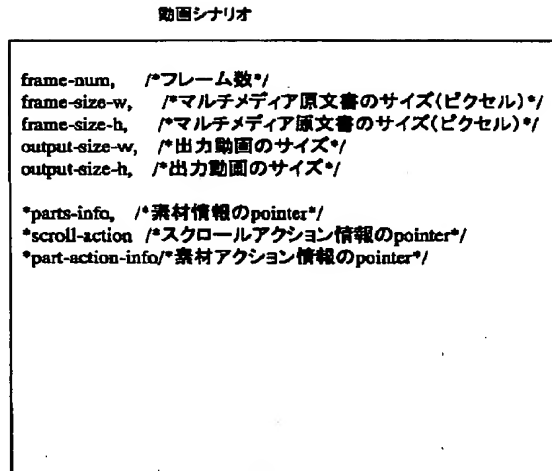 動画シナリオ
frame-num, /*フレーム数*/
frame-size-w, /*マルチメディア原文書のサイズ(ピクセル)*/
frame-size-h, /*マルチメディア原文書のサイズ(ピクセル)*/
output-size-w, /*出力動画のサイズ*/
output-size-h, /*出力動画のサイズ*/
*parts-info, /*素材情報のpointer*/
*scroll-action /*スクロールアクション情報のpointer*/
*part-action-info/*素材アクション情報のpointer*/